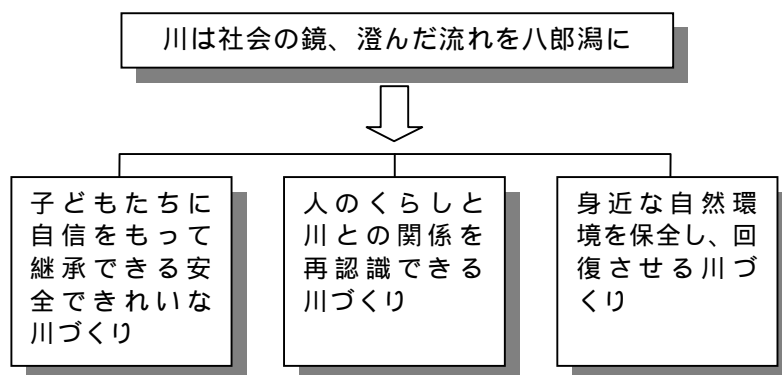 川は社会の鏡、澄んだ流れを八郎潟に
子どもたちに
自信をもって
継承できる安
全できれいな
川づくり
人のくらしと
川との関係を
再認識できる
川づくり
身近な自然環
境を保全し、回
復させる川づ
くり